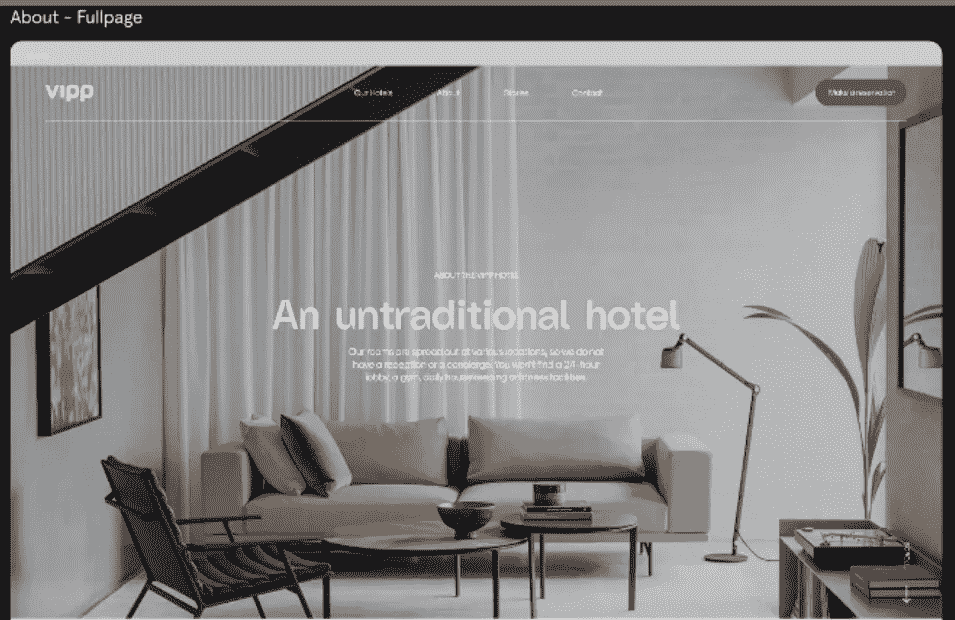 About - Fullpage
vipp
Our Hotels
About
Stories
Contact
Make a reservation
ABOUT THE VIPP HOTEL
An untraditional hotel
Our rooms are spread out at various locations, so we do not
have a reception or a concierge. You won't find a 24-hour
lobby, a gym, daily housekeeping or fitness facilities.